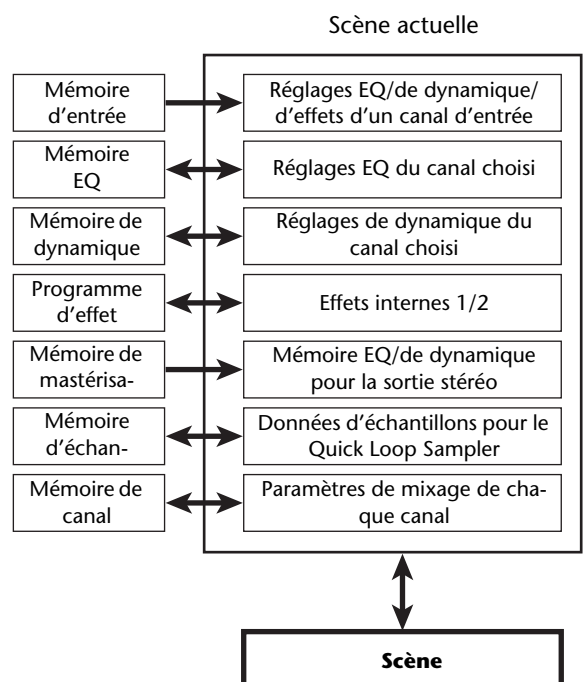 Scène actuelle
Mémoire
d'entrée
Réglages EQ/de dynamique/
d'effets d'un canal d'entrée
Mémoire
EQ
Réglages EQ du canal choisi
Mémoire de
dynamique
Réglages de dynamique du
canal choisi
Programme
d'effet
Effets internes 1/2
Mémoire de
mastérisa-
Mémoire EQ/de dynamique
pour la sortie stéréo
Mémoire
d'échan-
Données d'échantillons pour le
Quick Loop Sampler
Mémoire de
canal
Paramètres de mixage de cha-
que canal
Scène